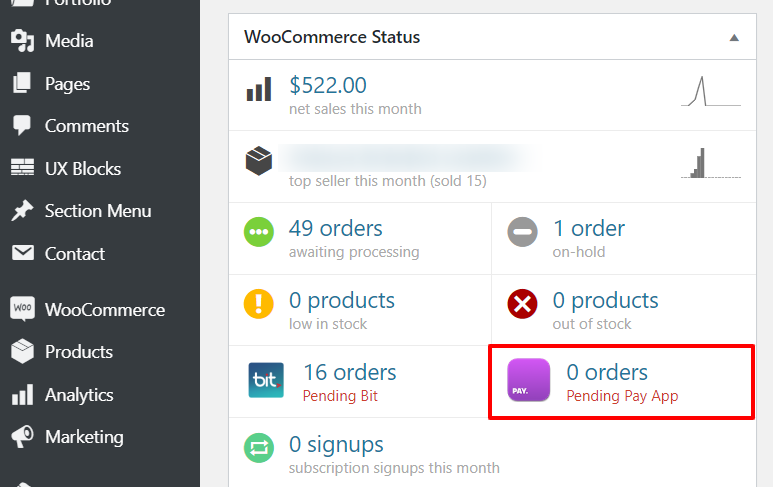 Portfolio
Media
Pages
Comments
UX Blocks
Section Menu
Contact
WOO
WooCommerce
Products
Analytics
Marketing
WooCommerce Status
$522.00
net sales this month
top seller this month (sold 15)
49 orders
awaiting processing
1 order
on-hold
0 products
low in stock
0 products
out of stock
bit.
16 orders
Pending Bit
PAY.
0 orders
Pending Pay App
0 signups
subscription signups this month